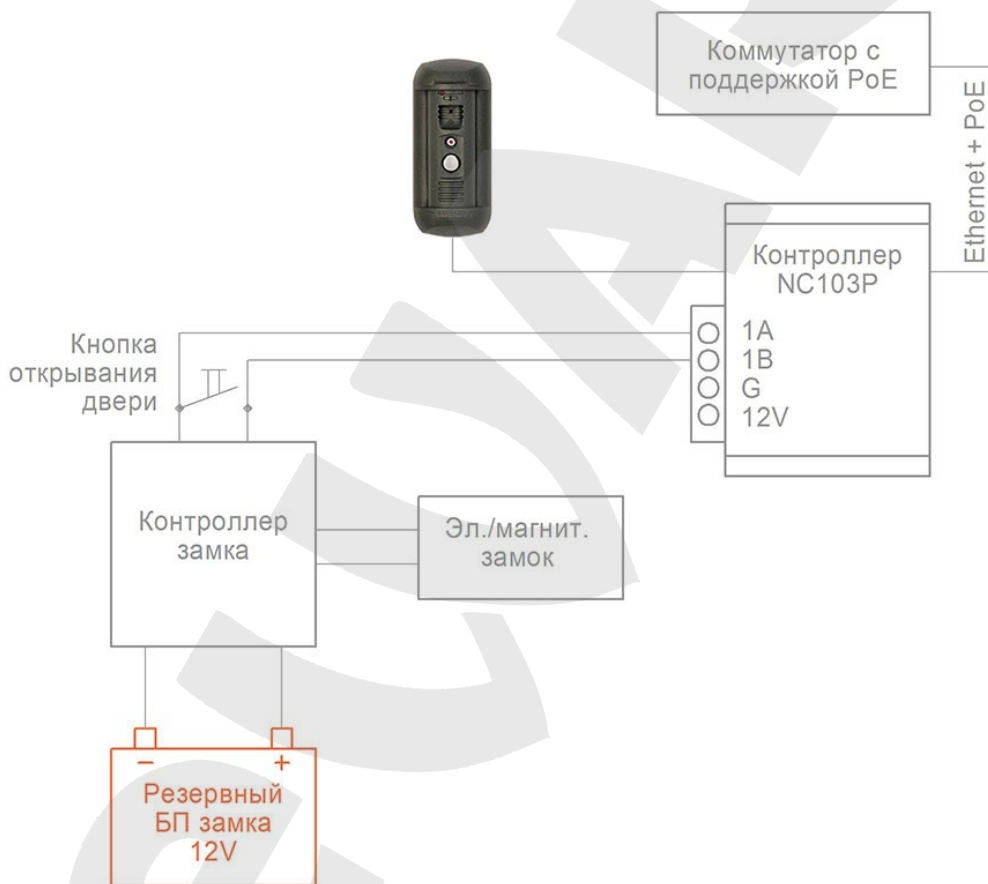 Коммутатор с
поддержкой PoE
Ethernet + PoE
Контроллер
NC103P
1A
1B
G
12V
Кнопка
открывания
двери
Контроллер
замка
Эл./магнит.
замок
− +
Резервный
БП замка
12V